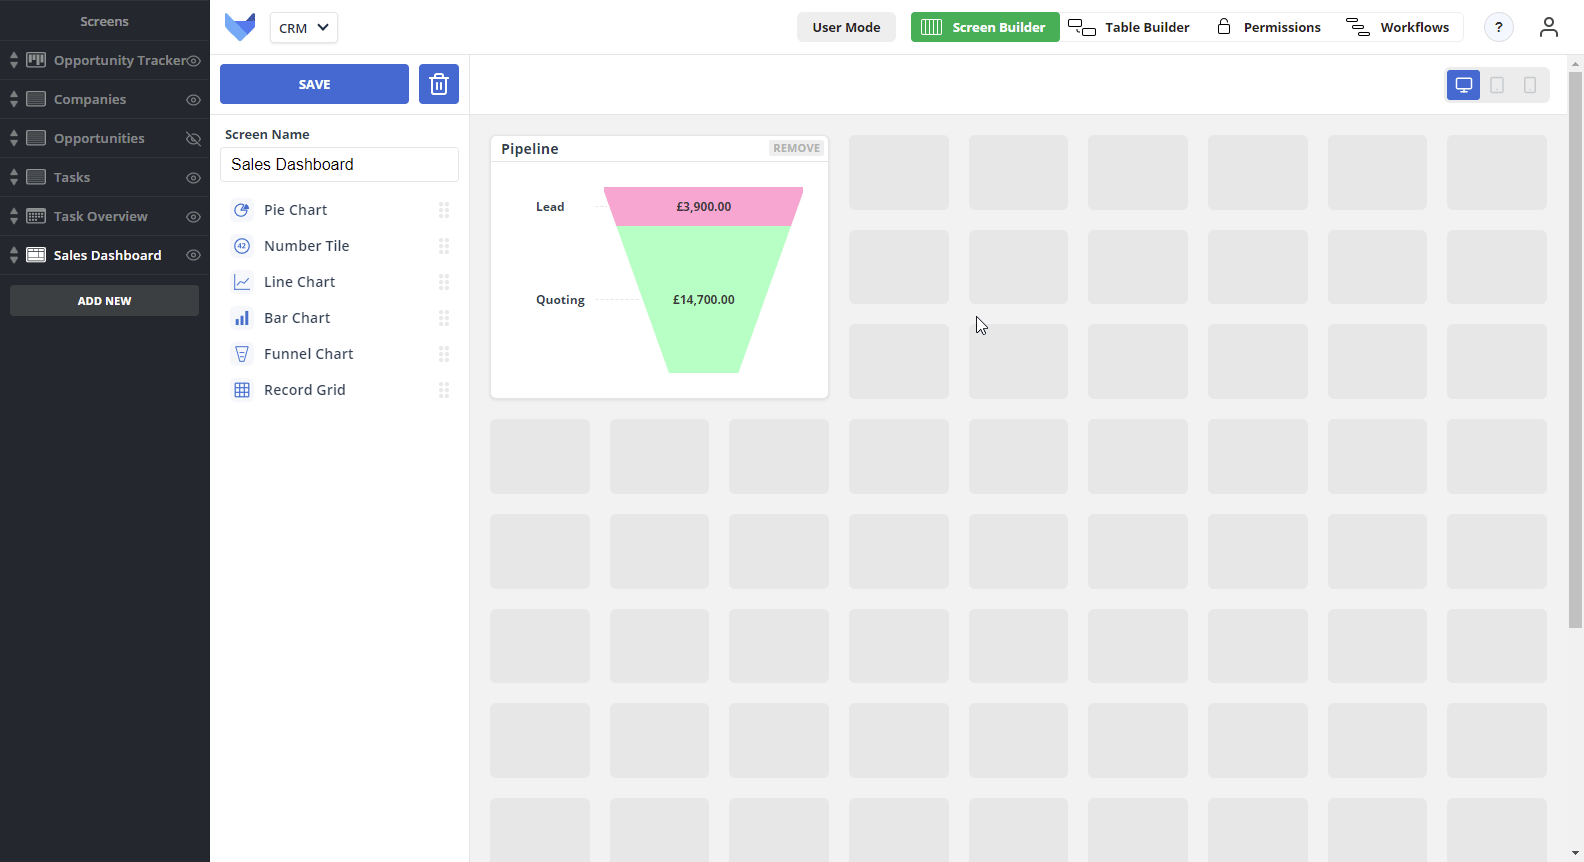 Screens
Opportunity Tracker
Companies
Opportunities
Tasks
Task Overview
Sales Dashboard
ADD NEW
CRM
User Mode
Screen Builder
Table Builder
Permissions
Workflows
?
SAVE
Screen Name
Sales Dashboard
Pie Chart
42 Number Tile
Line Chart
Bar Chart
Funnel Chart
Record Grid
Pipeline
REMOVE
Lead
£3,900.00
Quoting
£14,700.00